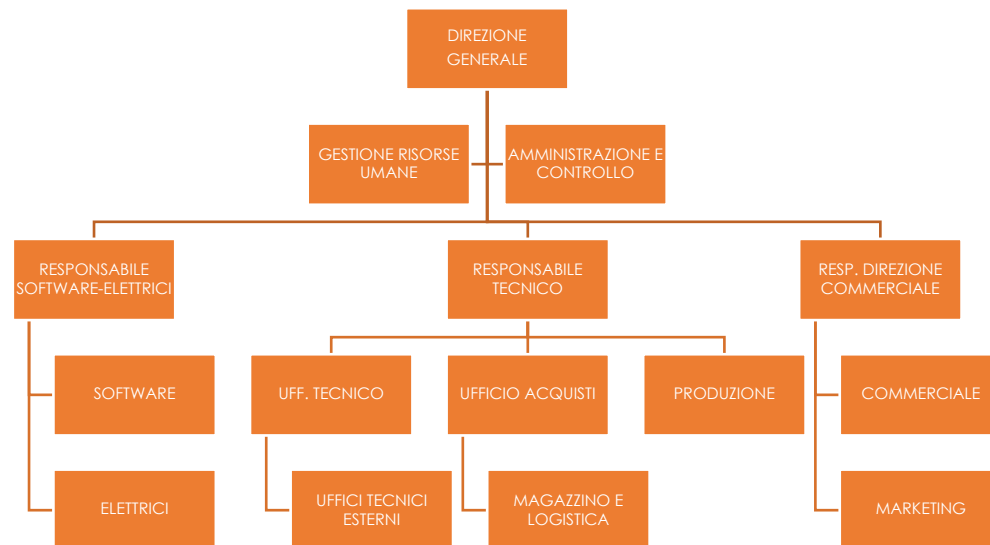 DIREZIONE
GENERALE
GESTIONE RISORSE
UMANE
AMMINISTRAZIONE E
CONTROLLO
RESPONSABILE
SOFTWARE-ELETTRICI
RESPONSABILE
TECNICO
RESP. DIREZIONE
COMMERCIALE
SOFTWARE
UFF. TECNICO
UFFICIO ACQUISTI
PRODUZIONE
COMMERCIALE
ELETTRICI
UFFICI TECNICI
ESTERNI
MAGAZZINO E
LOGISTICA
MARKETING